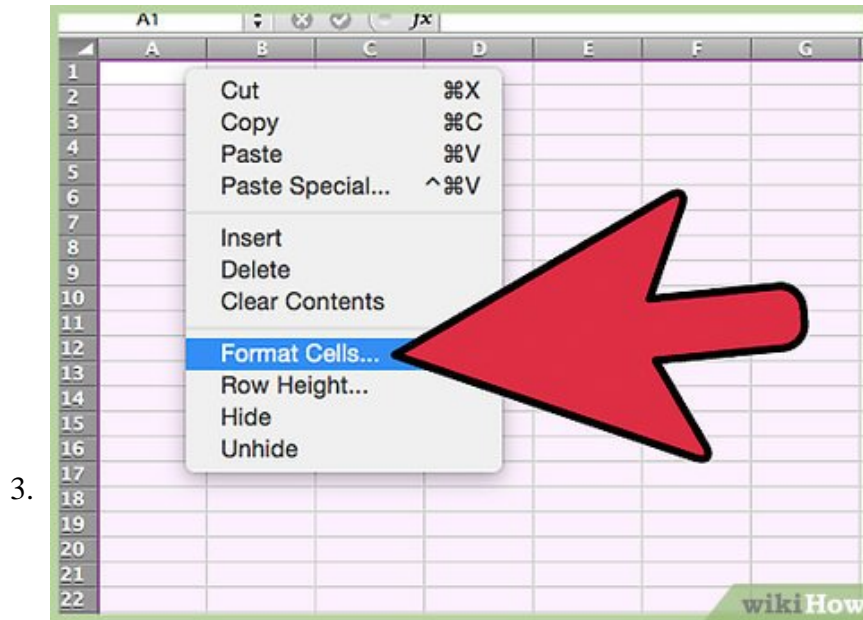 A1 fx
A B C D E F G
1
2
3
4
5
6
7
8
9
10
11
12
13
14
15
16
17
18
19
20
21
22
Cut ⌘X
Copy ⌘C
Paste ⌘V
Paste Special... ^⌘V
Insert
Delete
Clear Contents
Format Cells...
Row Height...
Hide
Unhide
3.
wikiHow